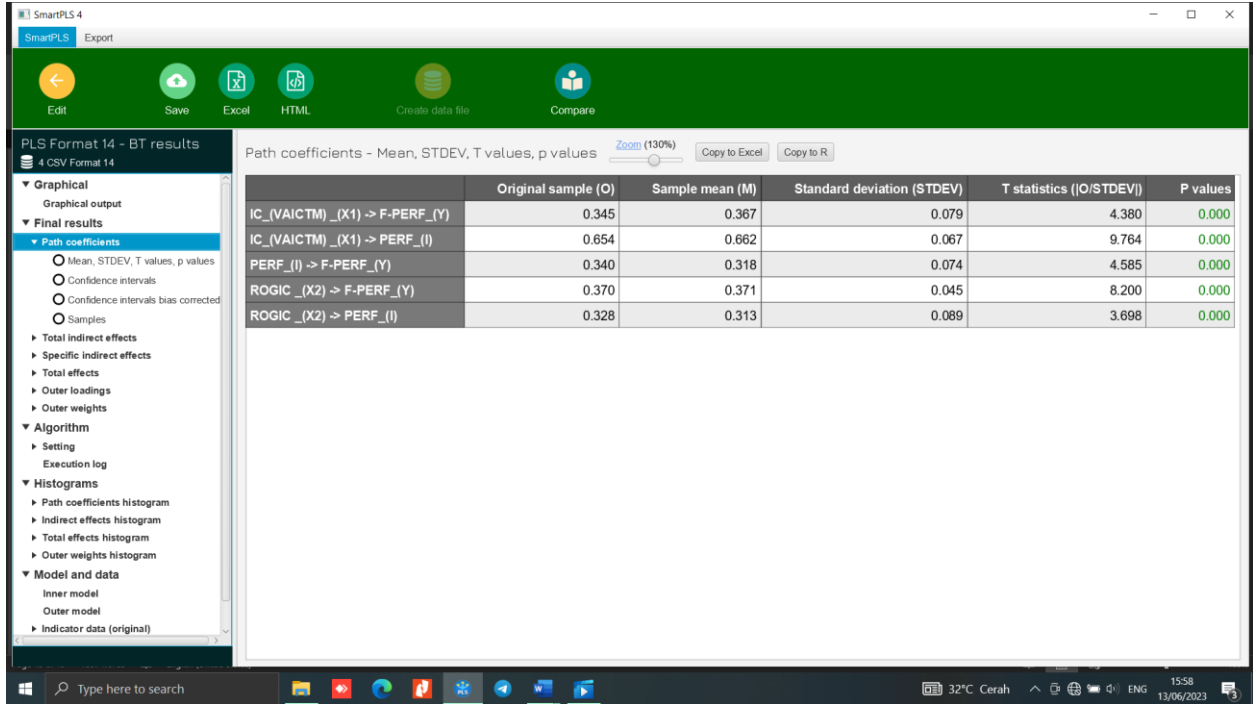 SmartPLS 4
SmartPLS Export
Edit Save Excel HTML Create data file Compare
PLS Format 14 - BT results
4 CSV Format 14
Graphical
Graphical output
Final results
Path coefficients
Mean, STDEV, T values, p values
Confidence intervals
Confidence intervals bias corrected
Samples
Total indirect effects
Specific indirect effects
Total effects
Outer loadings
Outer weights
Algorithm
Setting
Execution log
Histograms
Path coefficients histogram
Indirect effects histogram
Total effects histogram
Outer weights histogram
Model and data
Inner model
Outer model
Indicator data (original)
Path coefficients - Mean, STDEV, T values, p values Zoom (130%) Copy to Excel Copy to R
Original sample (O) Sample mean (M) Standard deviation (STDEV) T statistics (|O/STDEV|) P values
IC_(VAICTM) _(X1) -> F-PERF_(Y) 0.345 0.367 0.079 4.380 0.000
IC_(VAICTM) _(X1) -> PERF_(I) 0.654 0.662 0.067 9.764 0.000
PERF_(I) -> F-PERF_(Y) 0.340 0.318 0.074 4.585 0.000
ROGIC _(X2) -> F-PERF_(Y) 0.370 0.371 0.045 8.200 0.000
ROGIC _(X2) -> PERF_(I) 0.328 0.313 0.089 3.698 0.000
Type here to search 32°C Cerah ENG 15:58
13/06/2023 3